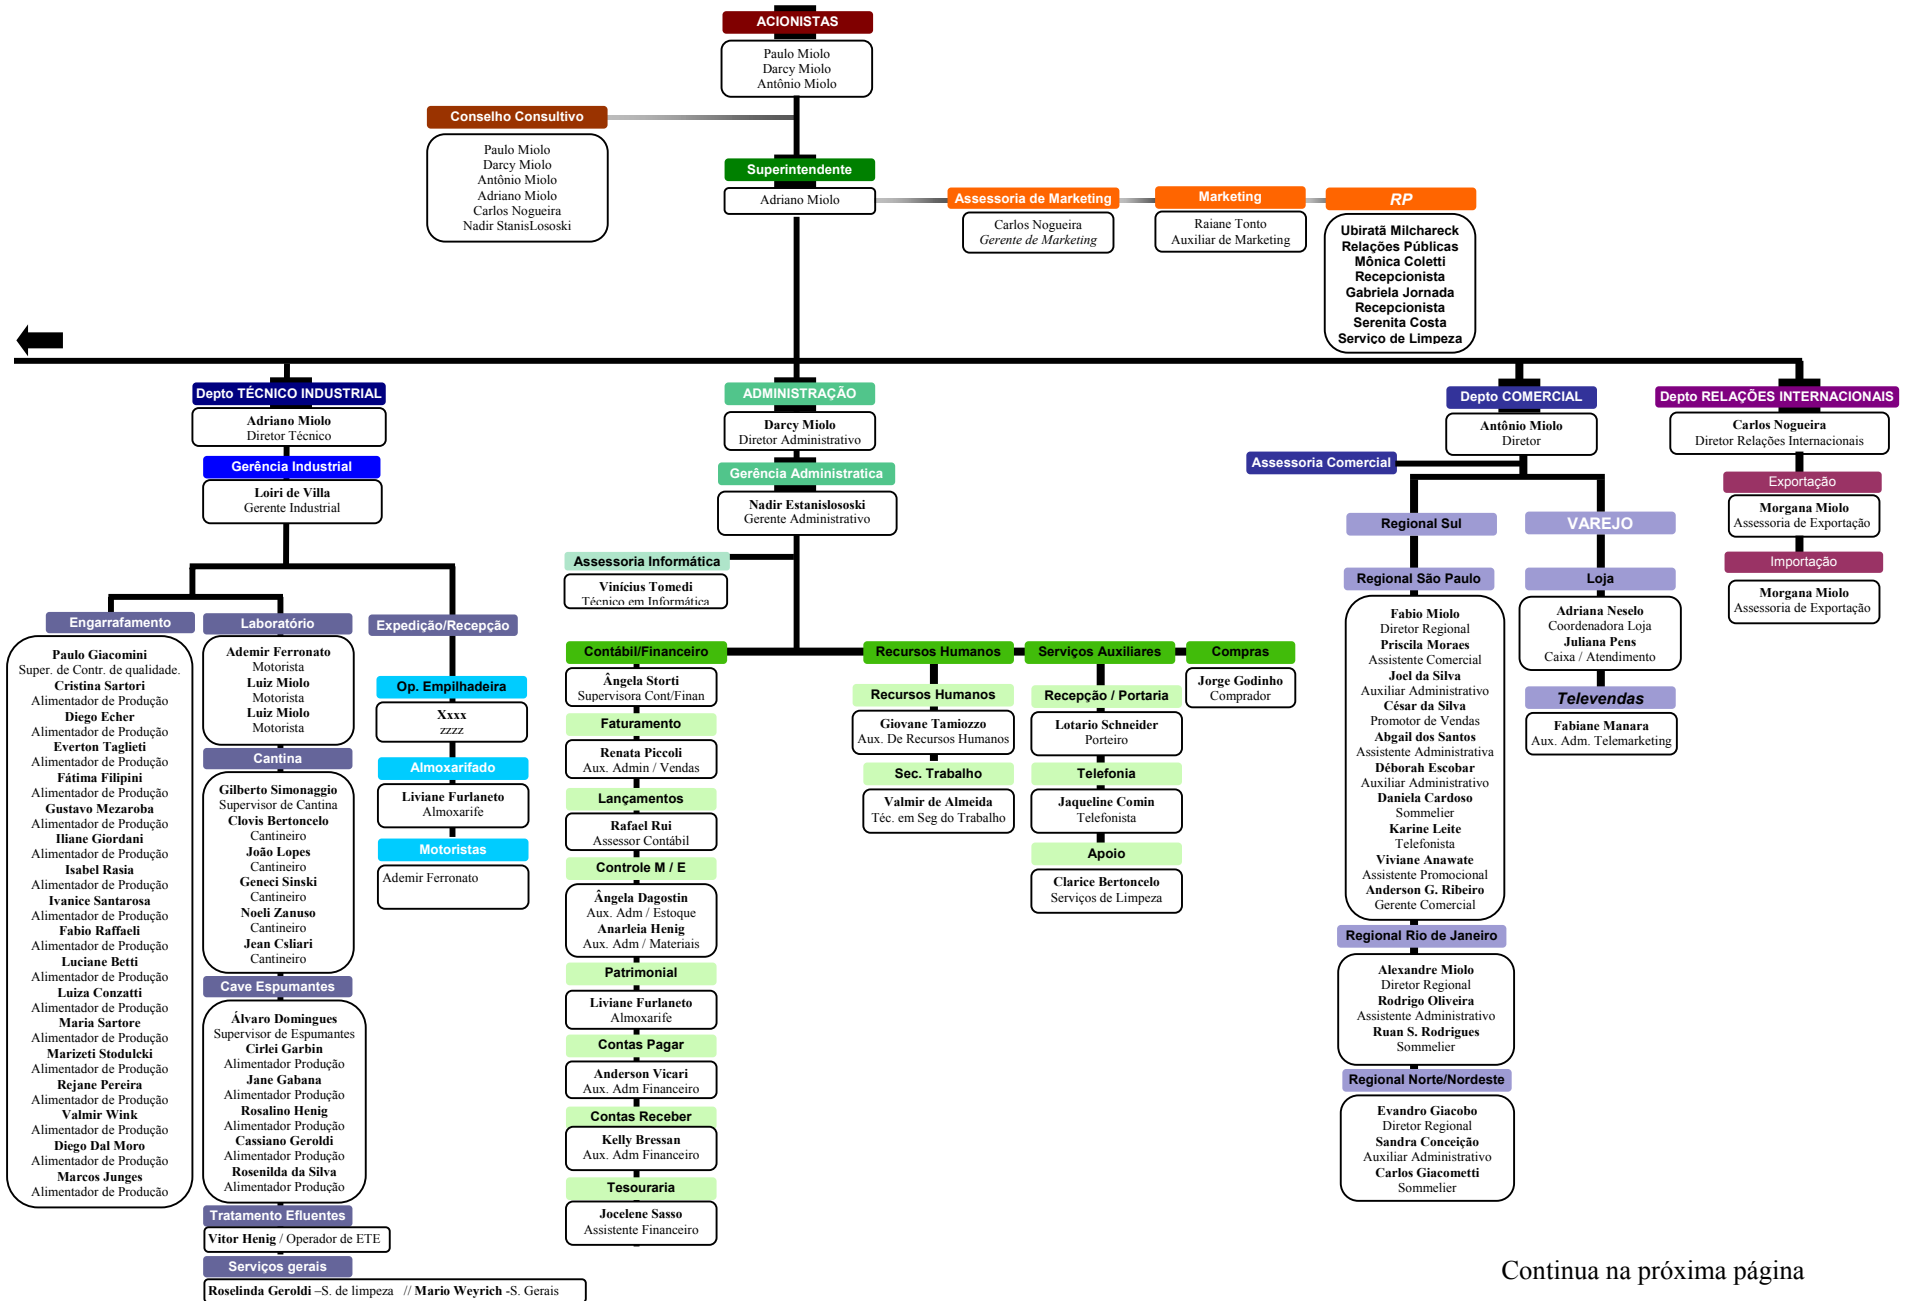 ACIONISTAS
Paulo Miolo
Darcy Miolo
Antônio Miolo
Conselho Consultivo
Paulo Miolo
Darcy Miolo
Antônio Miolo
Adriano Miolo
Carlos Nogueira
Nadir StanisLososki
Superintendente
Adriano Miolo
Assessoria de Marketing
Carlos Nogueira
Gerente de Marketing
Marketing
Raiane Tonto
Auxiliar de Marketing
RP
Ubiratã Milchareck
Relações Públicas
Mônica Coletti
Recepcionista
Gabriela Jornada
Recepcionista
Serenita Costa
Serviço de Limpeza
Depto TÉCNICO INDUSTRIAL
Adriano Miolo
Diretor Técnico
Gerência Industrial
Loiri de Villa
Gerente Industrial
Engarrafamento
Paulo Giacomini
Super. de Contr. de qualidade.
Cristina Sartori
Alimentador de Produção
Diego Echer
Alimentador de Produção
Everton Taglieti
Alimentador de Produção
Fátima Filipini
Alimentador de Produção
Gustavo Mezaroba
Alimentador de Produção
Iliane Giordani
Alimentador de Produção
Isabel Rasia
Alimentador de Produção
Ivanice Santarosa
Alimentador de Produção
Fabio Raffaeli
Alimentador de Produção
Luciane Betti
Alimentador de Produção
Luiza Conzatti
Alimentador de Produção
Maria Sartore
Alimentador de Produção
Marizeti Stodulcki
Alimentador de Produção
Rejane Pereira
Alimentador de Produção
Valmir Wink
Alimentador de Produção
Diego Dal Moro
Alimentador de Produção
Marcos Junges
Alimentador de Produção
Laboratório
Ademir Ferronato
Motorista
Luiz Miolo
Motorista
Luiz Miolo
Motorista
Cantina
Gilberto Simonaggio
Supervisor de Cantina
Clovis Bertoncelo
Cantineiro
João Lopes
Cantineiro
Geneci Sinski
Cantineiro
Noeli Zanuso
Cantineiro
Jean Csliari
Cantineiro
Cave Espumantes
Álvaro Domingues
Supervisor de Espumantes
Cirlei Garbin
Alimentador Produção
Jane Gabana
Alimentador Produção
Rosalino Henig
Alimentador Produção
Cassiano Geroldi
Alimentador Produção
Rosenilda da Silva
Alimentador Produção
Tratamento Efluentes
Vitor Henig / Operador de ETE
Serviços gerais
Roselinda Geroldi –S. de limpeza // Mario Weyrich -S. Gerais
Expedição/Recepção
Op. Empilhadeira
Xxxx
zzzz
Almoxarifado
Liviane Furlaneto
Almoxarife
Motoristas
Ademir Ferronato
ADMINISTRAÇÃO
Darcy Miolo
Diretor Administrativo
Gerência Administratica
Nadir Estanislososki
Gerente Administrativo
Assessoria Informática
Vinícius Tomedi
Técnico em Informática
Contábil/Financeiro
Ângela Storti
Supervisora Cont/Finan
Faturamento
Renata Piccoli
Aux. Admin / Vendas
Lançamentos
Rafael Rui
Assessor Contábil
Controle M / E
Ângela Dagostin
Aux. Adm / Estoque
Anarleia Henig
Aux. Adm / Materiais
Patrimonial
Liviane Furlaneto
Almoxarife
Contas Pagar
Anderson Vicari
Aux. Adm Financeiro
Contas Receber
Kelly Bressan
Aux. Adm Financeiro
Tesouraria
Jocelene Sasso
Assistente Financeiro
Recursos Humanos
Recursos Humanos
Giovane Tamiozzo
Aux. De Recursos Humanos
Sec. Trabalho
Valmir de Almeida
Téc. em Seg do Trabalho
Serviços Auxiliares
Recepção / Portaria
Lotario Schneider
Porteiro
Telefonia
Jaqueline Comin
Telefonista
Apoio
Clarice Bertoncelo
Serviços de Limpeza
Compras
Jorge Godinho
Comprador
Depto COMERCIAL
Antônio Miolo
Diretor
Assessoria Comercial
Regional Sul
Regional São Paulo
Fabio Miolo
Diretor Regional
Priscila Moraes
Assistente Comercial
Joel da Silva
Auxiliar Administrativo
César da Silva
Promotor de Vendas
Abgail dos Santos
Assistente Administrativa
Déborah Escobar
Auxiliar Administrativo
Daniela Cardoso
Sommelier
Karine Leite
Telefonista
Viviane Anawate
Assistente Promocional
Anderson G. Ribeiro
Gerente Comercial
Regional Rio de Janeiro
Alexandre Miolo
Diretor Regional
Rodrigo Oliveira
Assistente Administrativo
Ruan S. Rodrigues
Sommelier
Regional Norte/Nordeste
Evandro Giacobo
Diretor Regional
Sandra Conceição
Auxiliar Administrativo
Carlos Giacometti
Sommelier
VAREJO
Loja
Adriana Neselo
Coordenadora Loja
Juliana Pens
Caixa / Atendimento
Televendas
Fabiane Manara
Aux. Adm. Telemarketing
Depto RELAÇÕES INTERNACIONAIS
Carlos Nogueira
Diretor Relações Internacionais
Exportação
Morgana Miolo
Assessoria de Exportação
Importação
Morgana Miolo
Assessoria de Exportação
Continua na próxima página